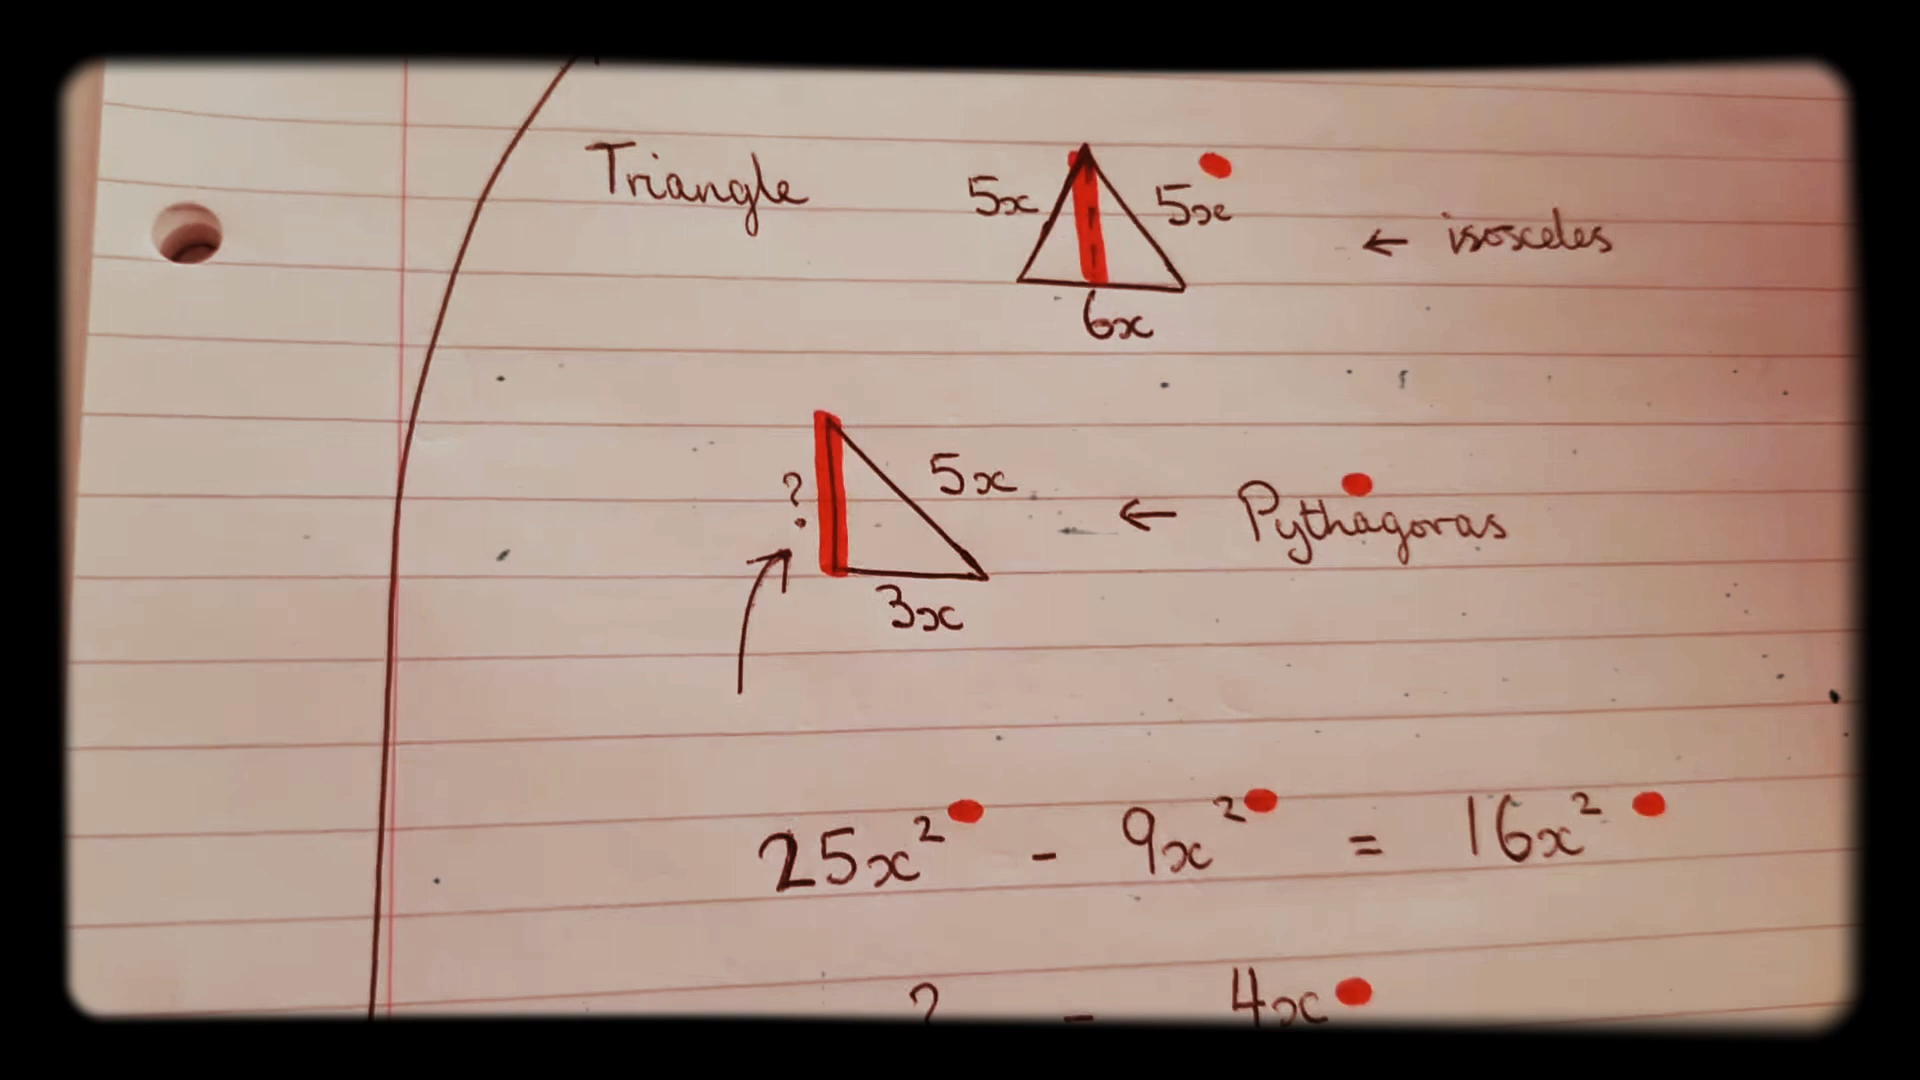 Triangle
5x 5x ← isosceles
6x
? 5x ← Pythagoras
3x
25x² - 9x² = 16x²
? = 4x